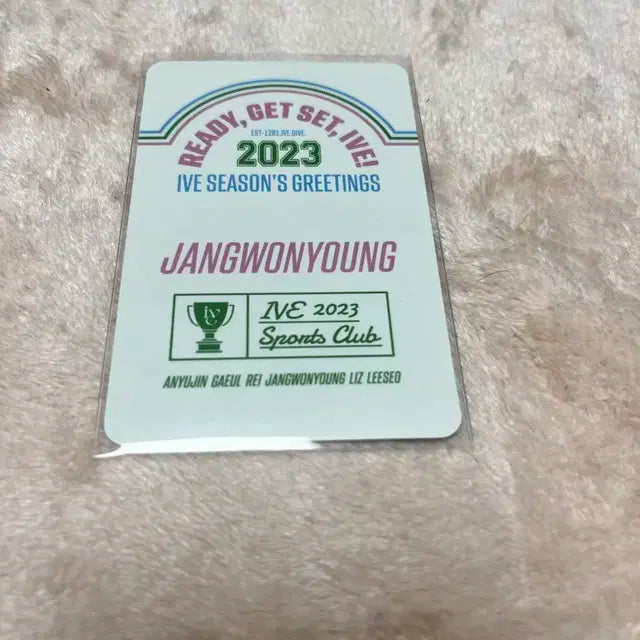 READY, GET SET, IVE!
EST-1201.IVE.DIVE.
2023
IVE SEASON'S GREETINGS
JANGWONYOUNG
IVE
IVE 2023
Sports Club
ANYUJIN GAEUL REI JANGWONYOUNG LIZ LEESEO